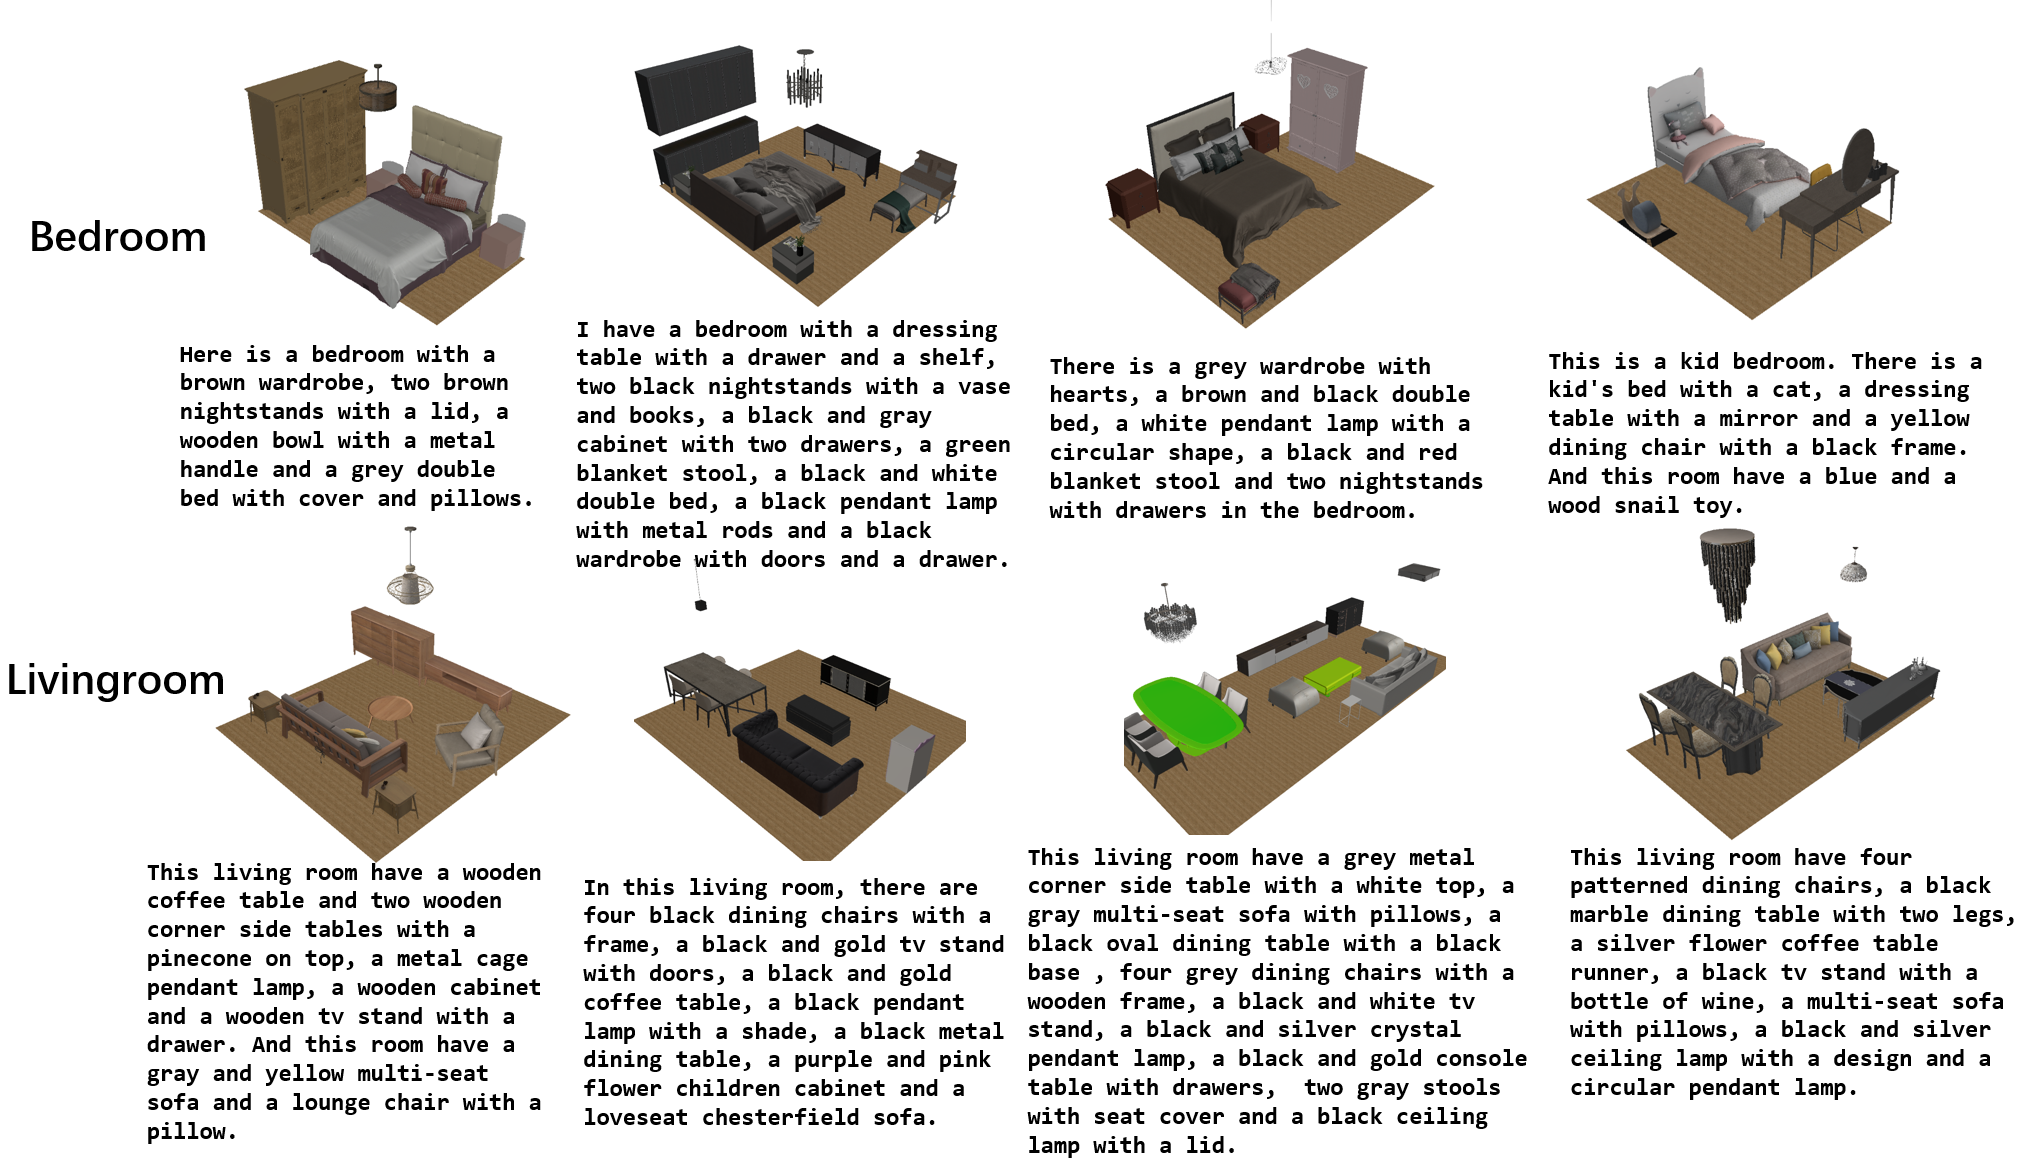 Bedroom
Here is a bedroom with a
brown wardrobe, two brown
nightstands with a lid, a
wooden bowl with a metal
handle and a grey double
bed with cover and pillows.
I have a bedroom with a dressing
table with a drawer and a shelf,
two black nightstands with a vase
and books, a black and gray
cabinet with two drawers, a green
blanket stool, a black and white
double bed, a black pendant lamp
with metal rods and a black
wardrobe with doors and a drawer.
There is a grey wardrobe with
hearts, a brown and black double
bed, a white pendant lamp with a
circular shape, a black and red
blanket stool and two nightstands
with drawers in the bedroom.
This is a kid bedroom. There is a
kid's bed with a cat, a dressing
table with a mirror and a yellow
dining chair with a black frame.
And this room have a blue and a
wood snail toy.
Livingroom
This living room have a wooden
coffee table and two wooden
corner side tables with a
pinecone on top, a metal cage
pendant lamp, a wooden cabinet
and a wooden tv stand with a
drawer. And this room have a
gray and yellow multi-seat
sofa and a lounge chair with a
pillow.
In this living room, there are
four black dining chairs with a
frame, a black and gold tv stand
with doors, a black and gold
coffee table, a black pendant
lamp with a shade, a black metal
dining table, a purple and pink
flower children cabinet and a
loveseat chesterfield sofa.
This living room have a grey metal
corner side table with a white top, a
gray multi-seat sofa with pillows, a
black oval dining table with a black
base , four grey dining chairs with a
wooden frame, a black and white tv
stand, a black and silver crystal
pendant lamp, a black and gold console
table with drawers,  two gray stools
with seat cover and a black ceiling
lamp with a lid.
This living room have four
patterned dining chairs, a black
marble dining table with two legs,
a silver flower coffee table
runner, a black tv stand with a
bottle of wine, a multi-seat sofa
with pillows, a black and silver
ceiling lamp with a design and a
circular pendant lamp.